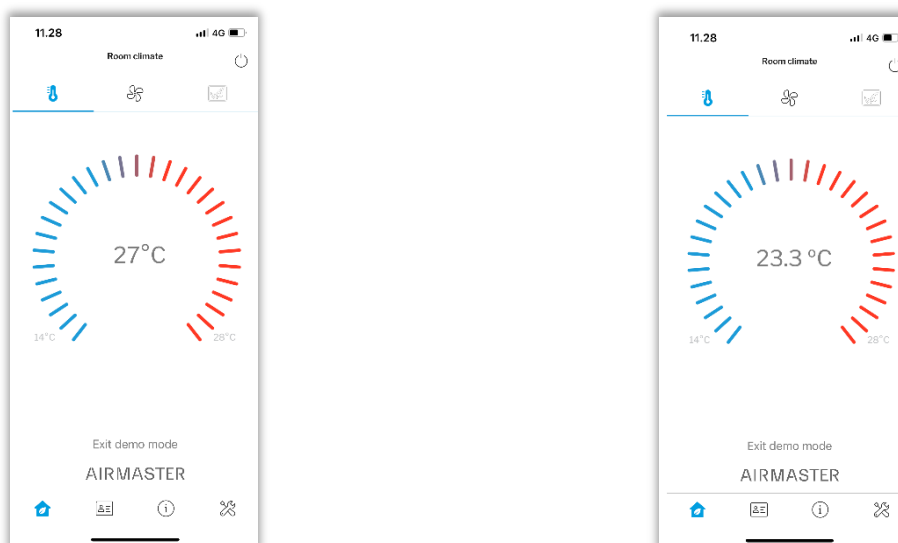 11.28 4G
Room climate
27°C
14°C 28°C
Exit demo mode
AIRMASTER
11.28 4G
Room climate
23.3 °C
14°C 28°C
Exit demo mode
AIRMASTER